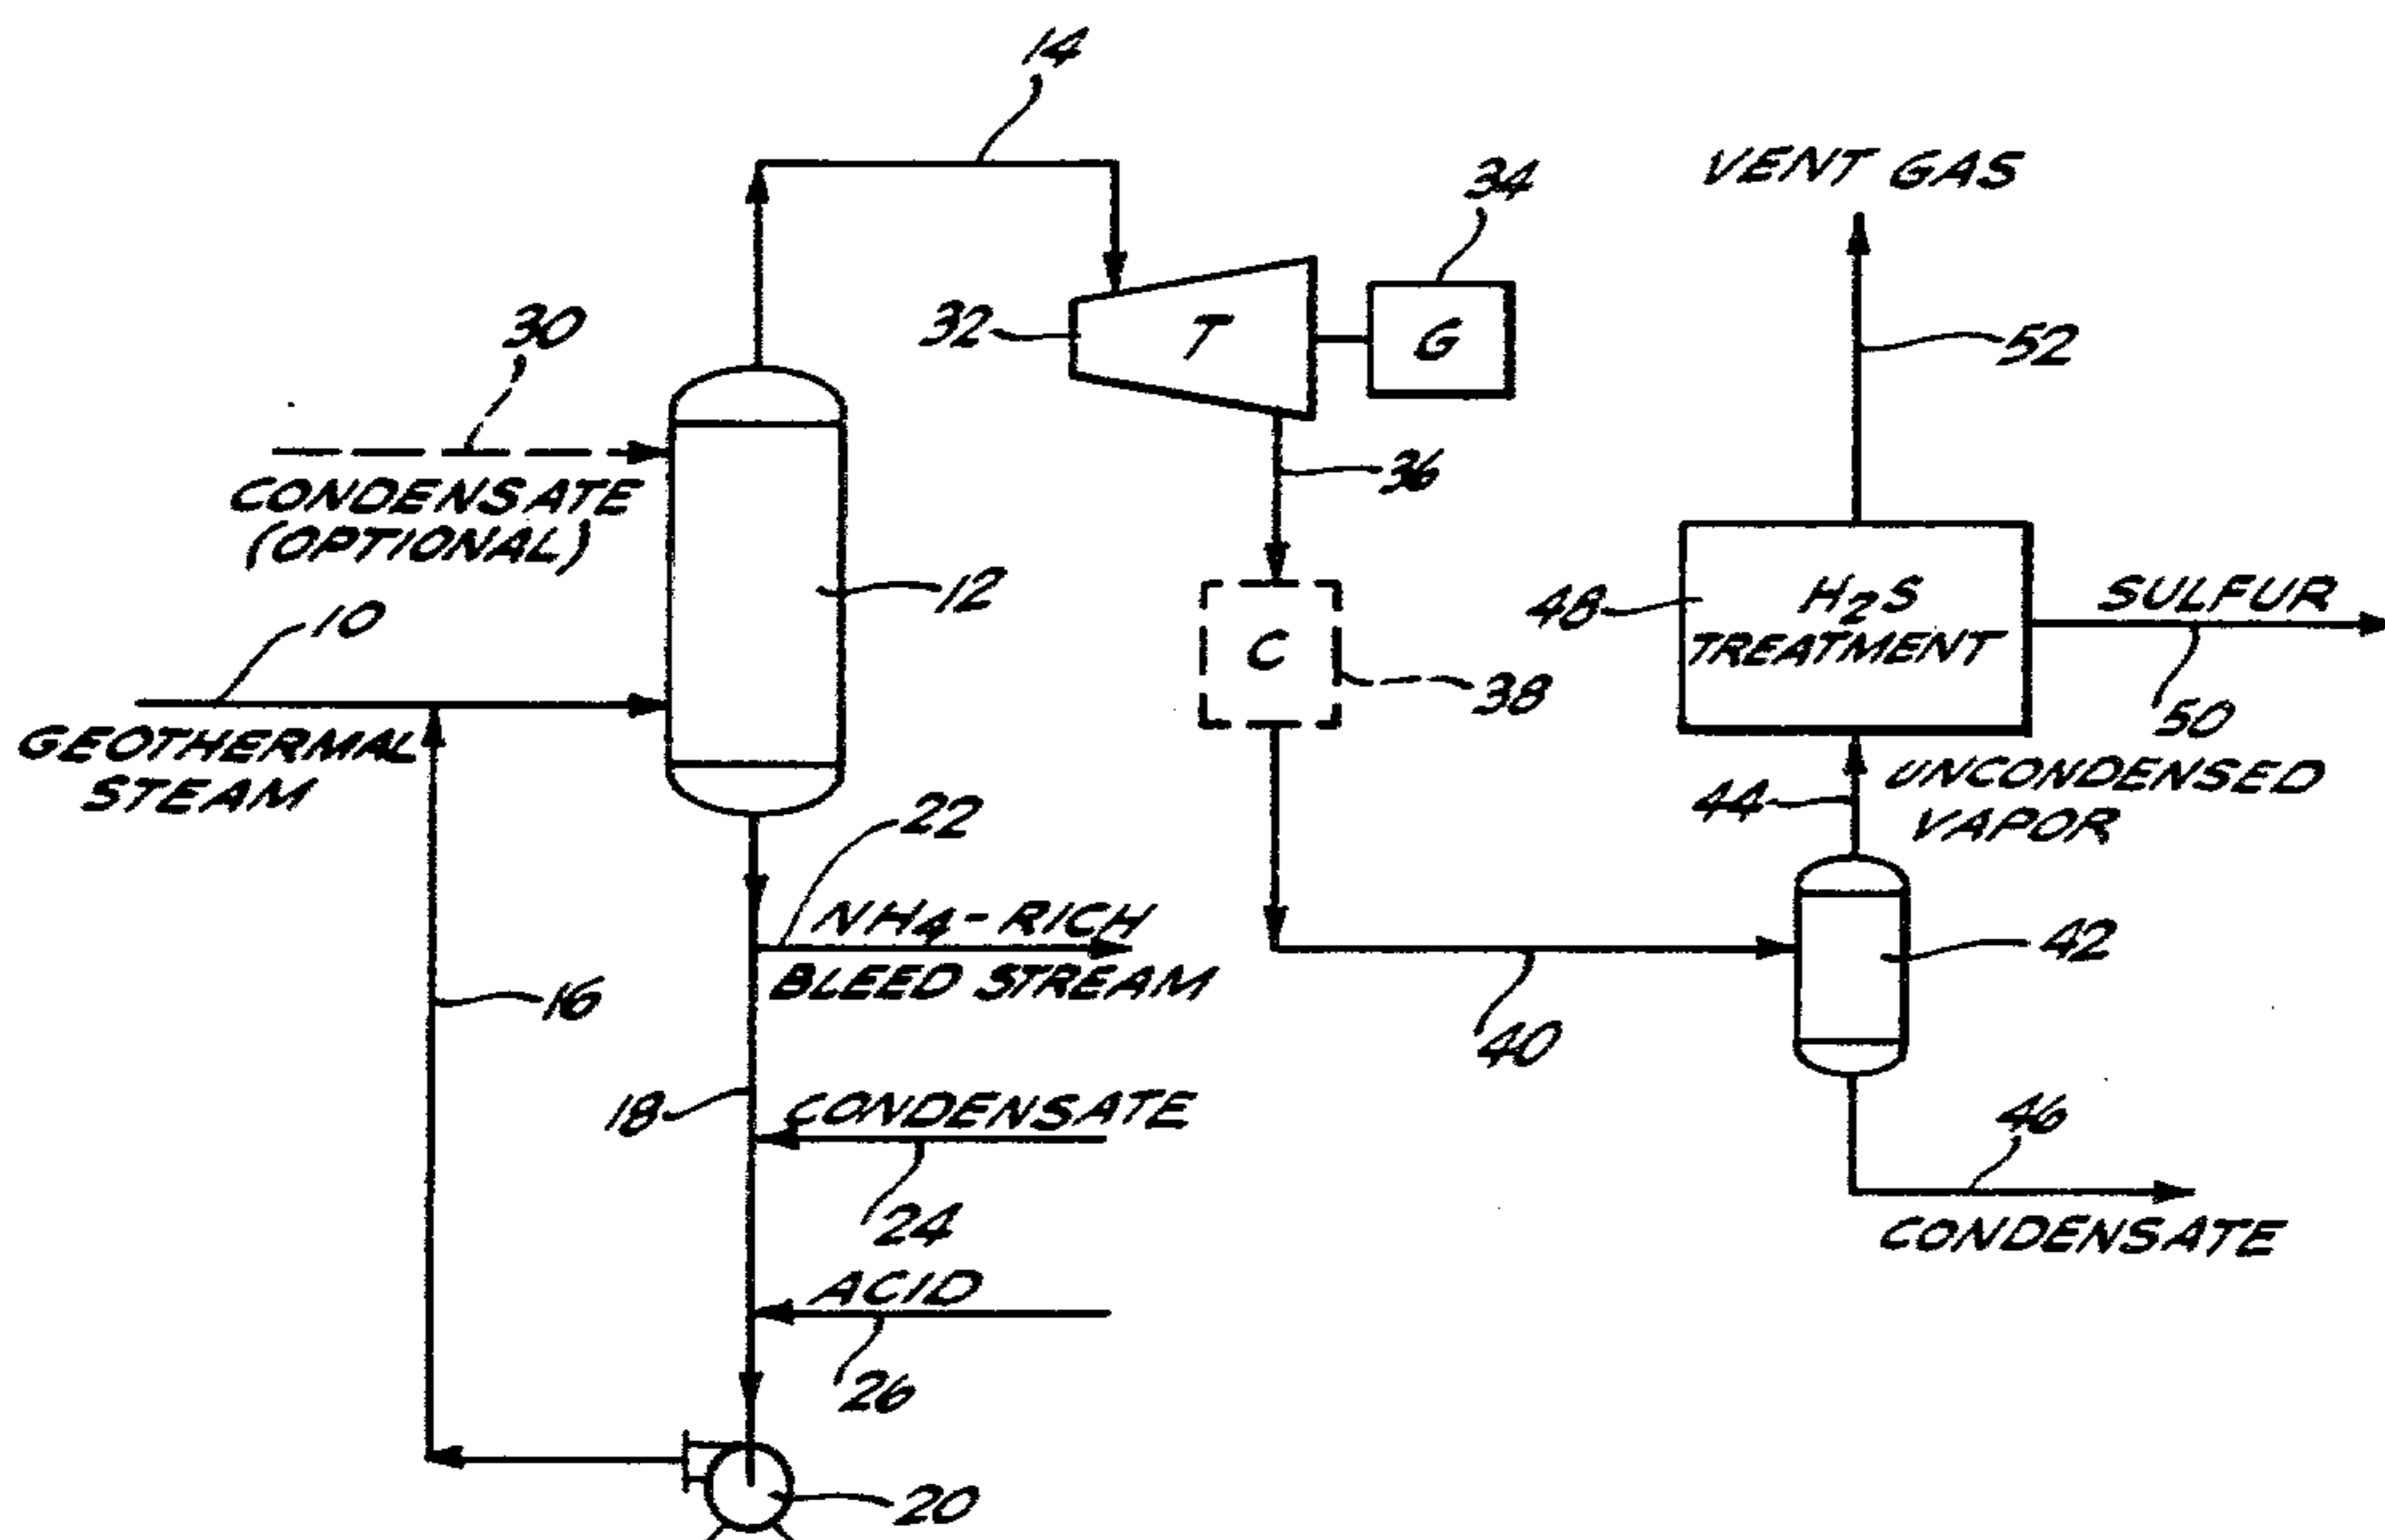 14
VENT GAS
34
32
T
G
30
52
CONDENSATE
(OPTIONAL)
36
12
10
48
H2S
TREATMENT
SULFUR
C
38
50
GEOTHERMAL
STEAM
22
44
UNCONDENSED
VAPOR
NH4-RICH
BLEED STREAM
42
16
40
18
CONDENSATE
46
24
CONDENSATE
ACID
26
20